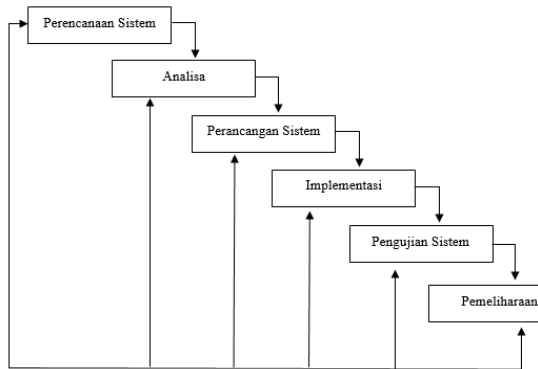 Perencanaan Sistem
Analisa
Perancangan Sistem
Implementasi
Pengujian Sistem
Pemeliharaan